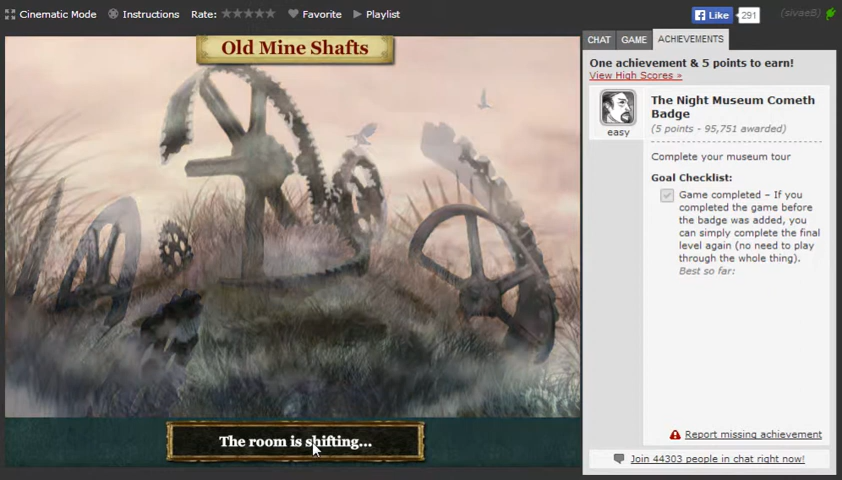 Cinematic Mode Instructions Rate: Favorite Playlist Like 291 (sivae8)
Old Mine Shafts
The room is shifting...
CHAT GAME ACHIEVEMENTS
One achievement & 5 points to earn!
View High Scores »
easy
The Night Museum Cometh
Badge
(5 points - 95,751 awarded)
Complete your museum tour
Goal Checklist:
Game completed – If you
completed the game before
the badge was added, you
can simply complete the final
level again (no need to play
through the whole thing).
Best so far:
Report missing achievement
Join 44303 people in chat right now!